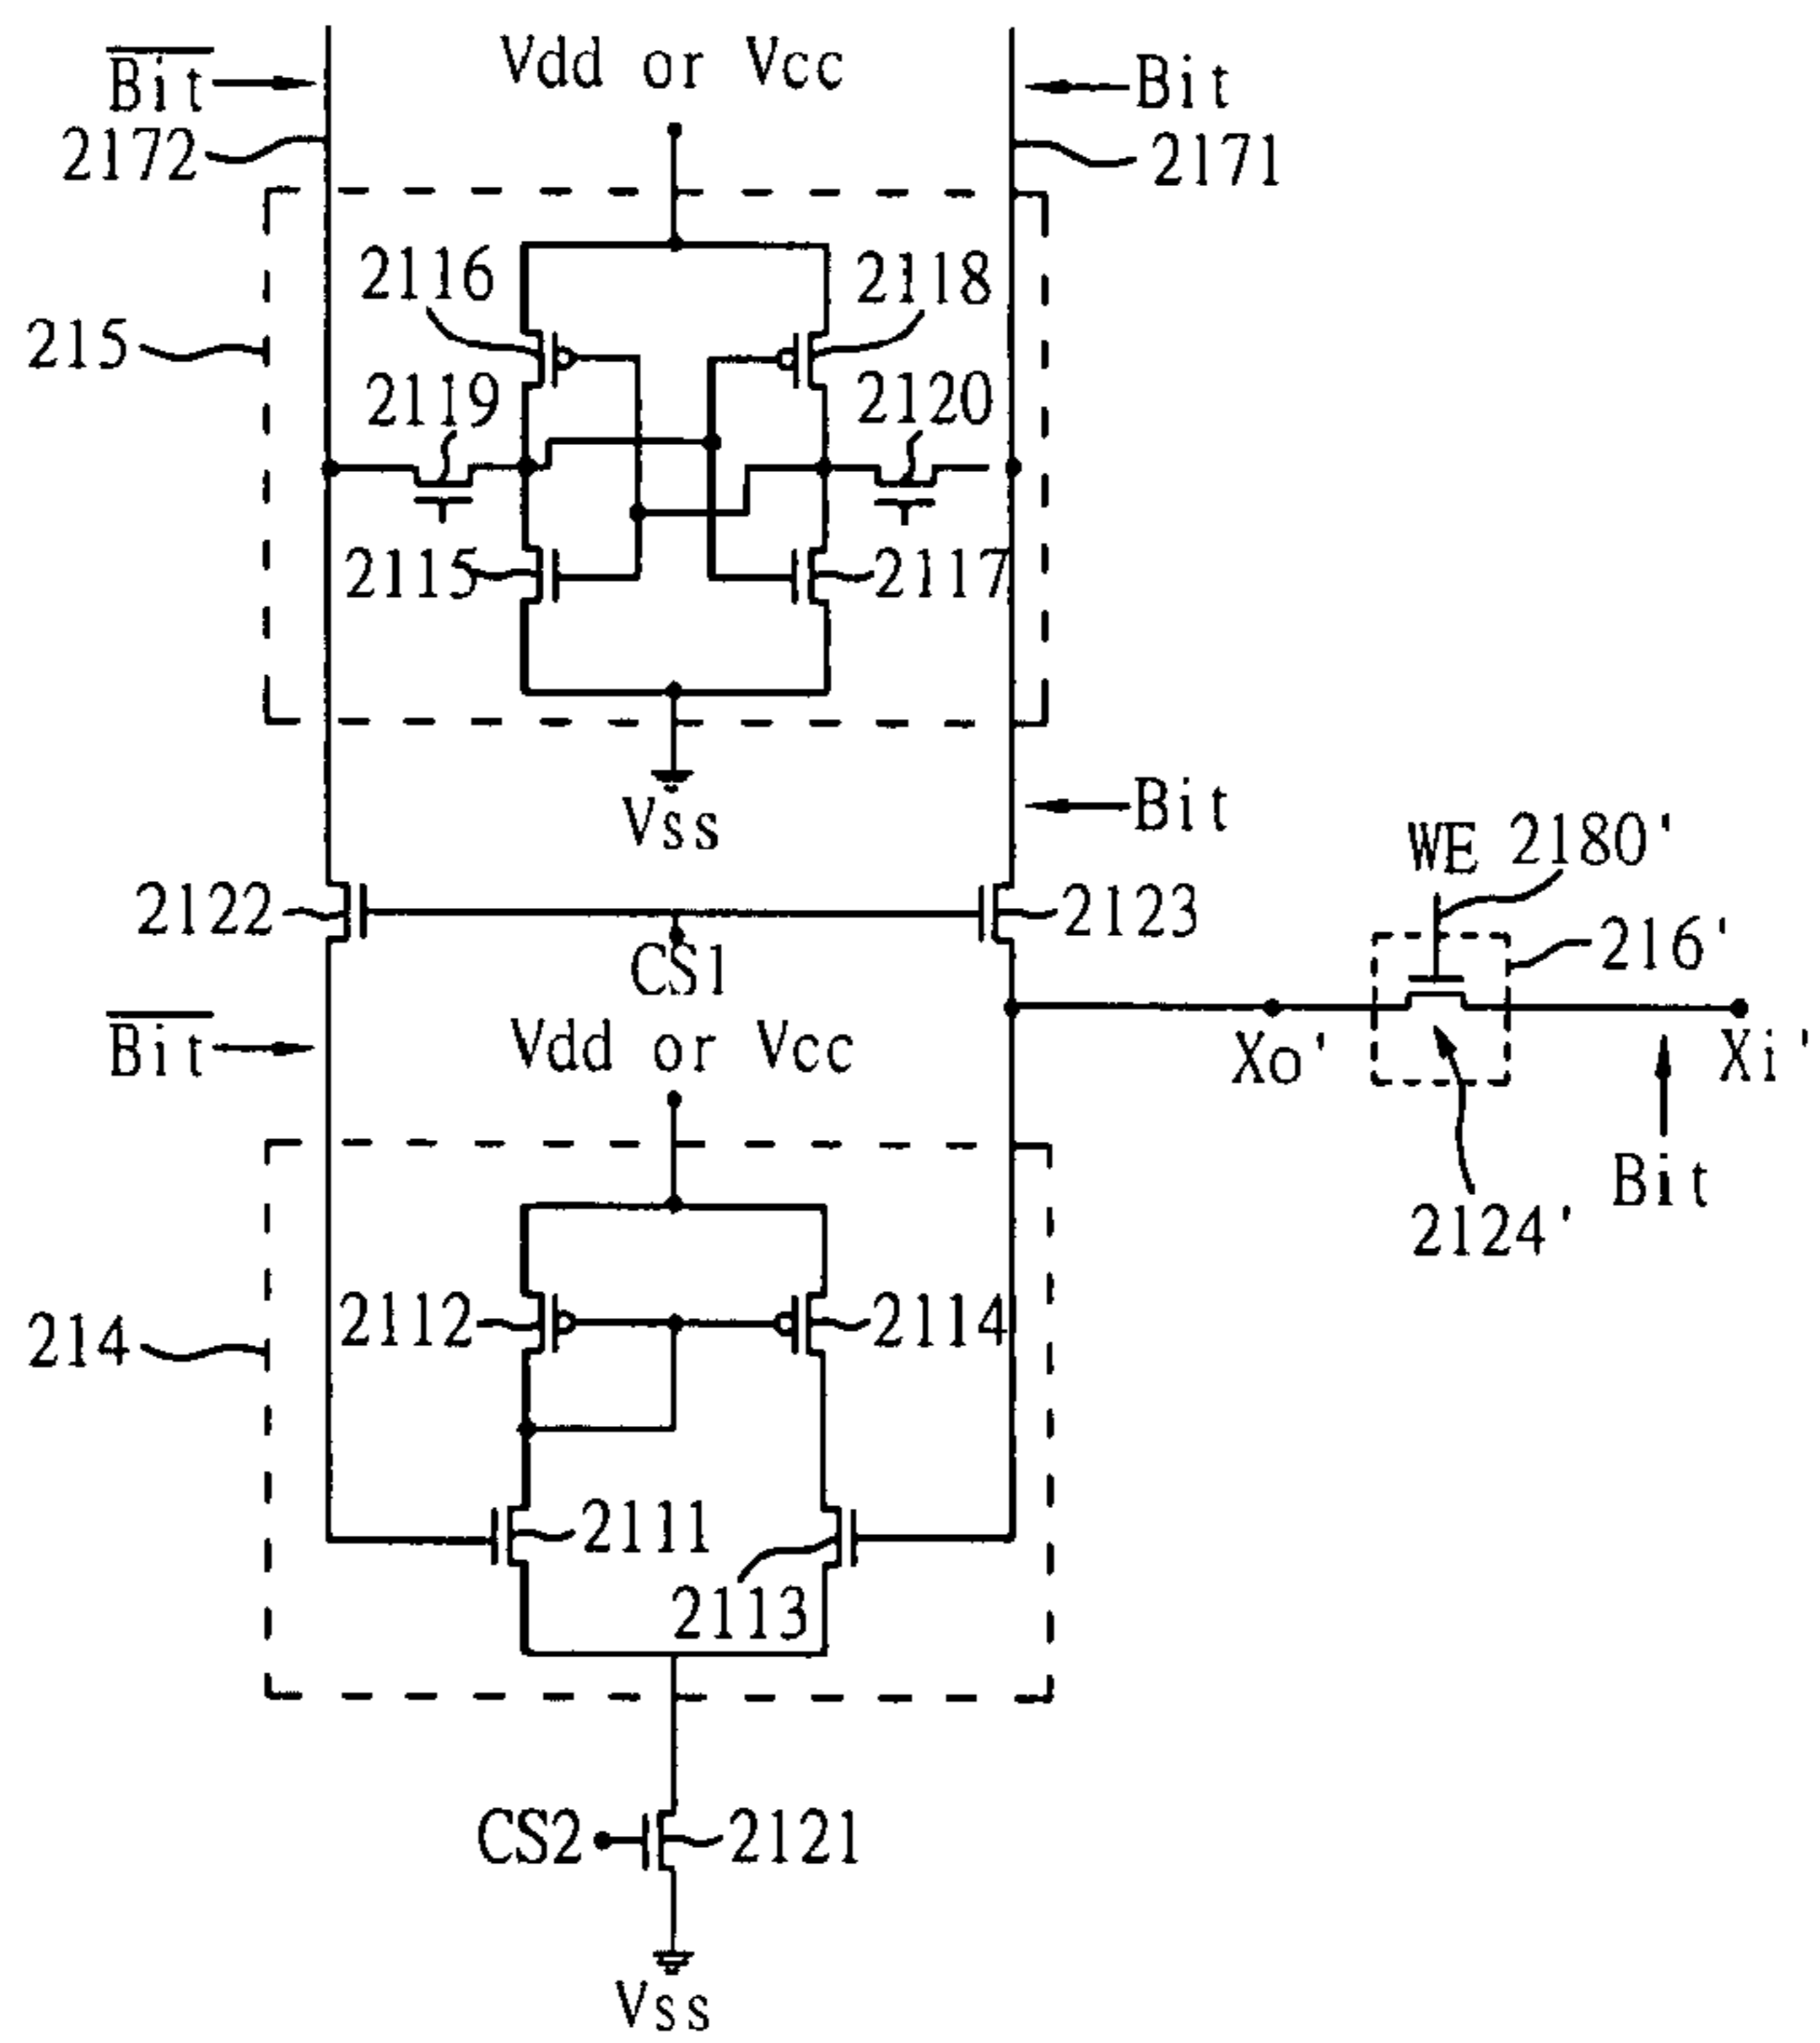 Bit
Vdd or Vcc
Bit
2172
2171
2116
2118
215
2119
2120
2115
2117
Vss
Bit
WE 2180'
2122
2123
CS1
216'
Bit
Vdd or Vcc
Xo'
Xi'
Bit
2124'
2112
2114
214
2111
2113
CS2
2121
Vss